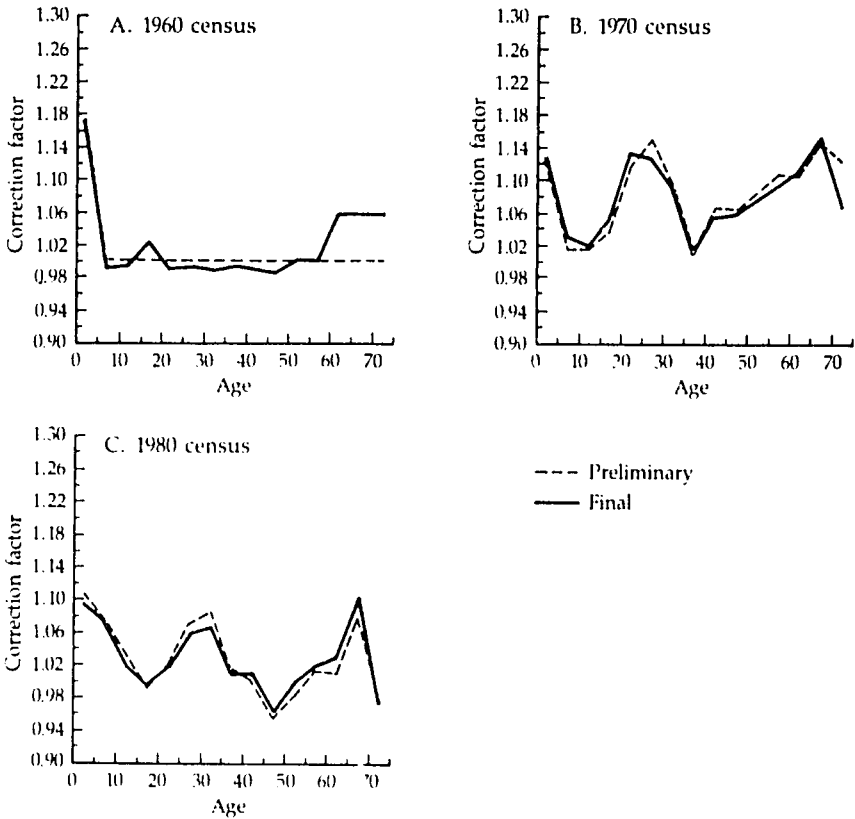 A. 1960 census
1.30
1.26
1.22
1.18
1.14
1.10
1.06
1.02
0.98
0.94
0.90
Correction factor
0 10 20 30 40 50 60 70
Age
B. 1970 census
1.30
1.26
1.22
1.18
1.14
1.10
1.06
1.02
0.98
0.94
0.90
Correction factor
0 10 20 30 40 50 60 70
Age
C. 1980 census
1.30
1.26
1.22
1.18
1.14
1.10
1.06
1.02
0.98
0.94
0.90
Correction factor
0 10 20 30 40 50 60 70
Age
Preliminary
Final